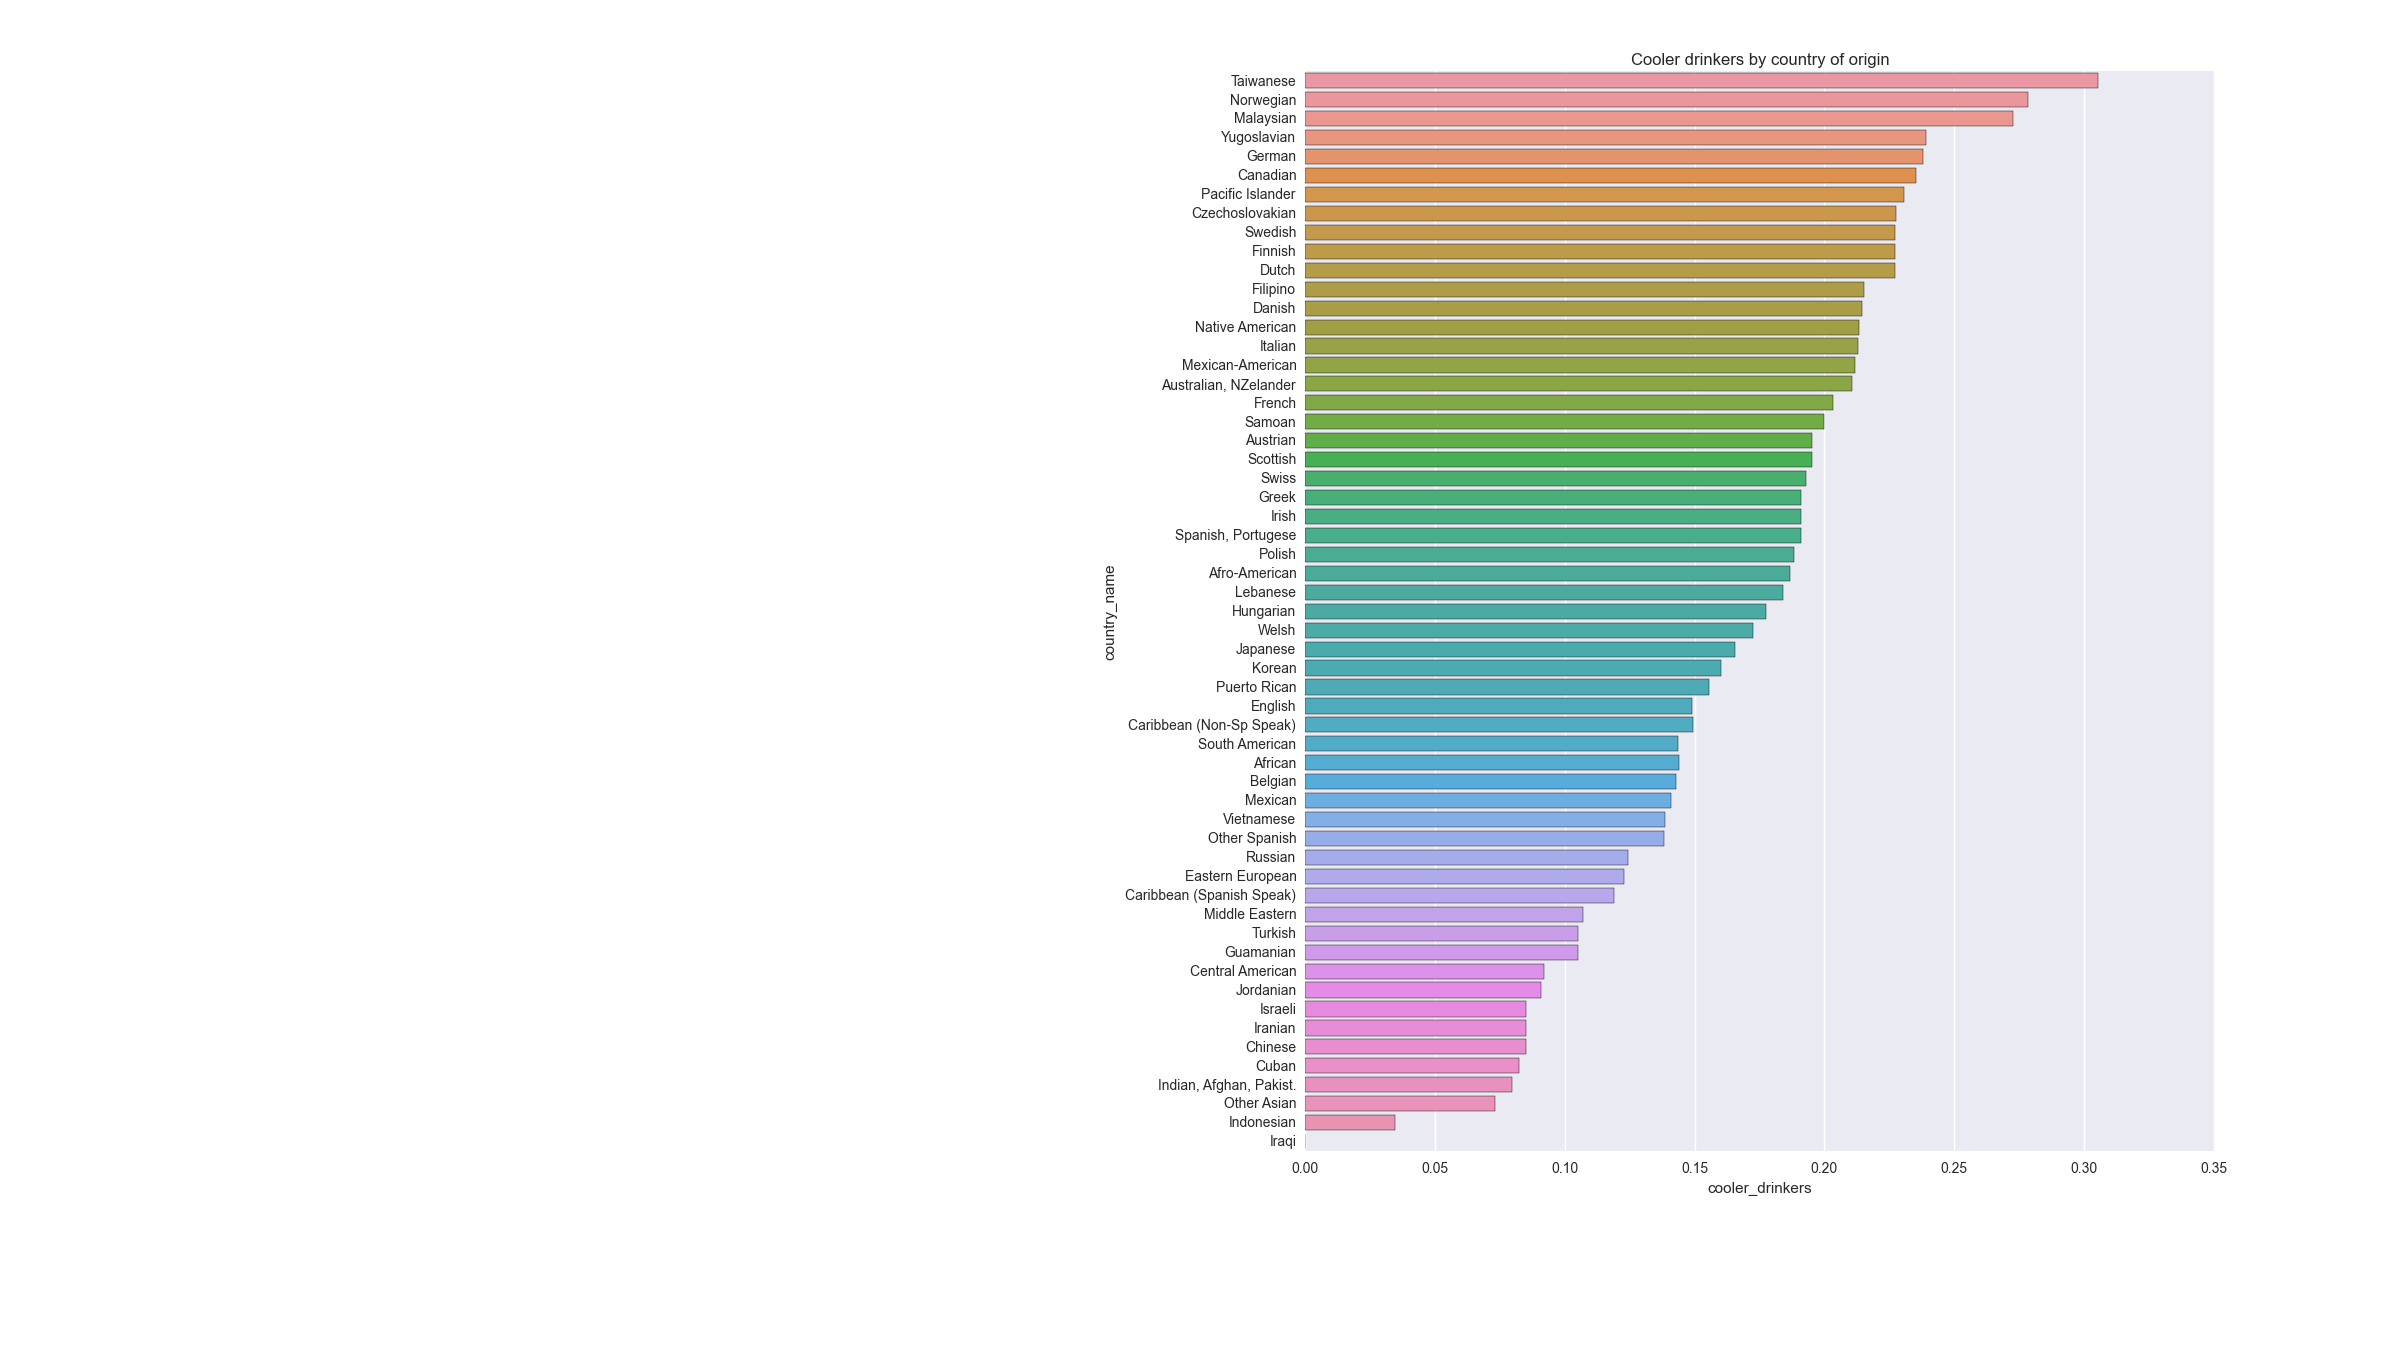 Cooler drinkers by country of origin
Taiwanese
Norwegian
Malaysian
Yugoslavian
German
Canadian
Pacific Islander
Czechoslovakian
Swedish
Finnish
Dutch
Filipino
Danish
Native American
Italian
Mexican-American
Australian, NZelander
French
Samoan
Austrian
Scottish
Swiss
Greek
Irish
Spanish, Portugese
Polish
Afro-American
Lebanese
Hungarian
Welsh
Japanese
Korean
Puerto Rican
English
Caribbean (Non-Sp Speak)
South American
African
Belgian
Mexican
Vietnamese
Other Spanish
Russian
Eastern European
Caribbean (Spanish Speak)
Middle Eastern
Turkish
Guamanian
Central American
Jordanian
Israeli
Iranian
Chinese
Cuban
Indian, Afghan, Pakist.
Other Asian
Indonesian
Iraqi
country_name
0.00 0.05 0.10 0.15 0.20 0.25 0.30 0.35
cooler_drinkers